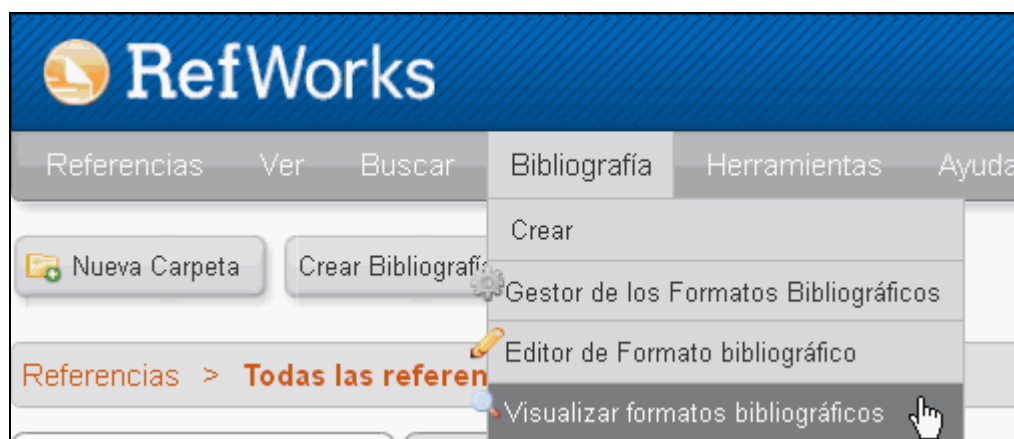 RefWorks
Referencias Ver Buscar Bibliografía Herramientas Ayuda
Crear
Nueva Carpeta Crear Bibliografía
Gestor de los Formatos Bibliográficos
Editor de Formato bibliográfico
Referencias > Todas las referen
Visualizar formatos bibliográficos